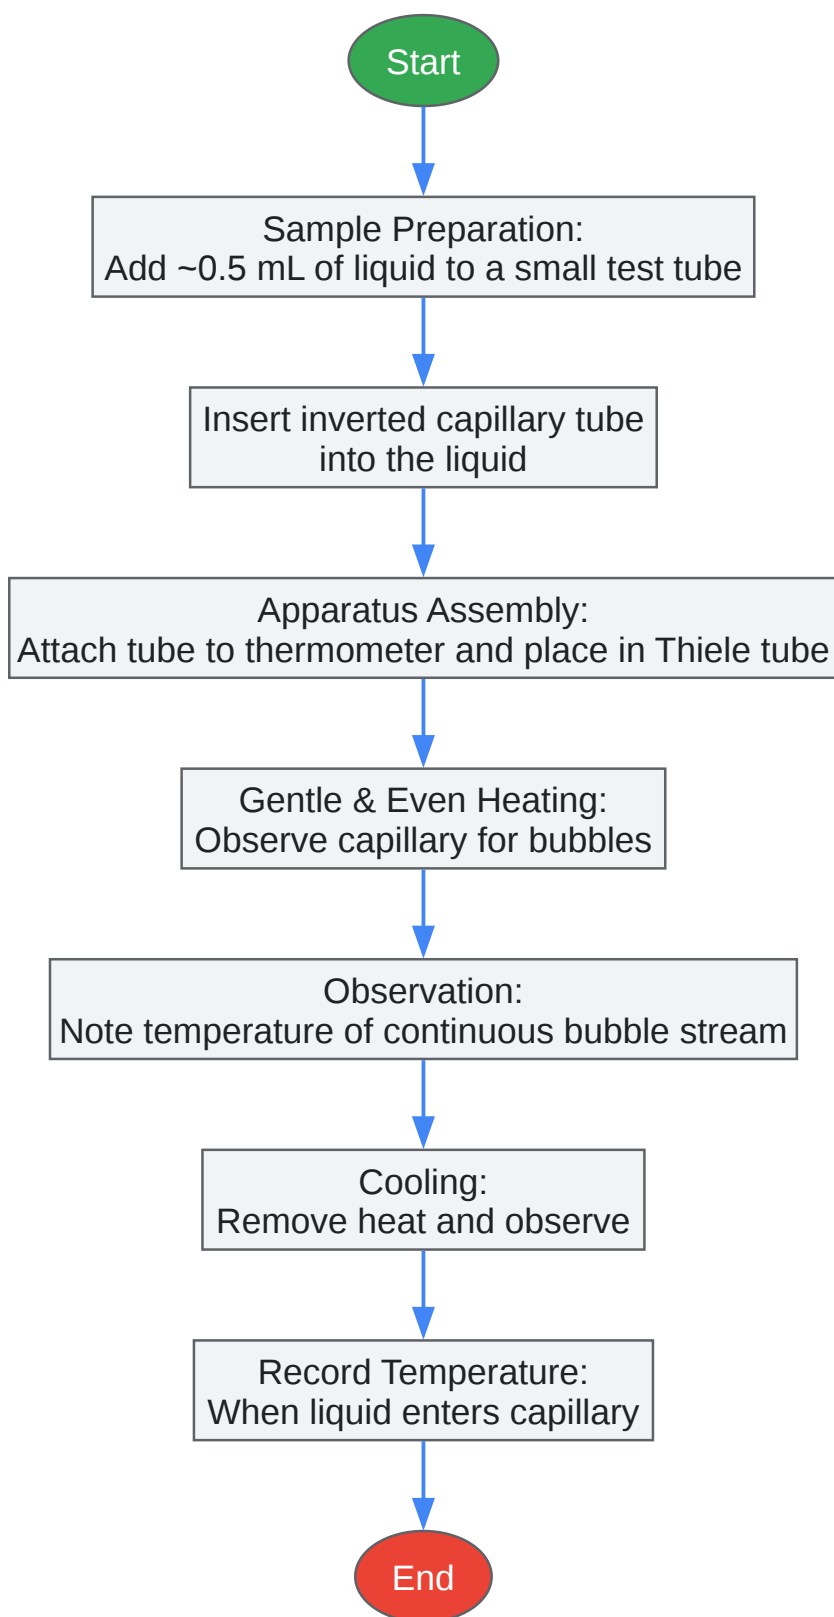 Start
Sample Preparation:
Add ~0.5 mL of liquid to a small test tube
Insert inverted capillary tube
into the liquid
Apparatus Assembly:
Attach tube to thermometer and place in Thiele tube
Gentle & Even Heating:
Observe capillary for bubbles
Observation:
Note temperature of continuous bubble stream
Cooling:
Remove heat and observe
Record Temperature:
When liquid enters capillary
End